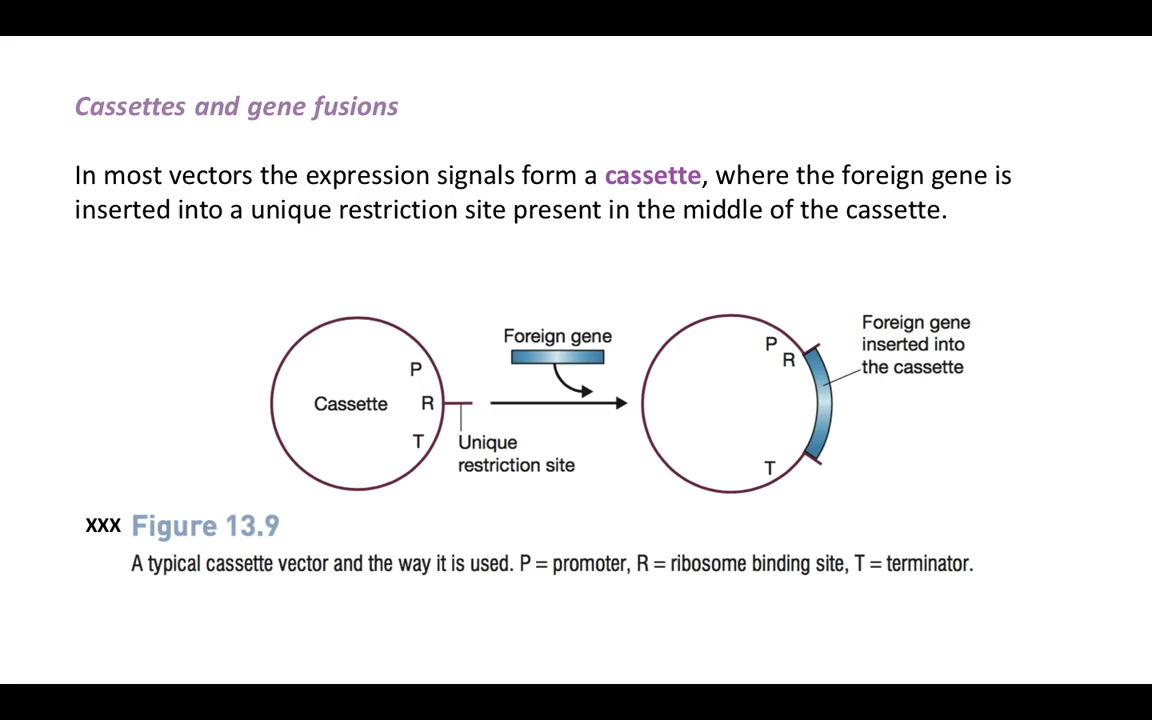 Cassettes and gene fusions
In most vectors the expression signals form a cassette, where the foreign gene is
inserted into a unique restriction site present in the middle of the cassette.
Foreign gene
Cassette
P
R
T
Unique
restriction site
P
R
T
Foreign gene
inserted into
the cassette
xxx Figure 13.9
A typical cassette vector and the way it is used. P = promoter, R = ribosome binding site, T = terminator.